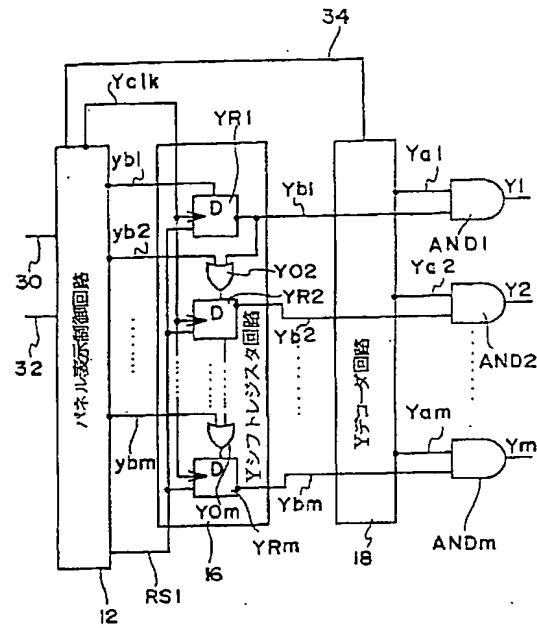 34
Yclk
YR1
yb1
D
Yb1
Ya1
Y1
AND1
yb2
YO2
30
YR2
D
Yb2
Ya2
Y2
AND2
32
パネル表示制御回路
Yシフトレジスタ回路
Yデコーダ回路
ybm
D
YOm
YRm
Ybm
Yam
Ym
ANDm
16
18
RS1
12